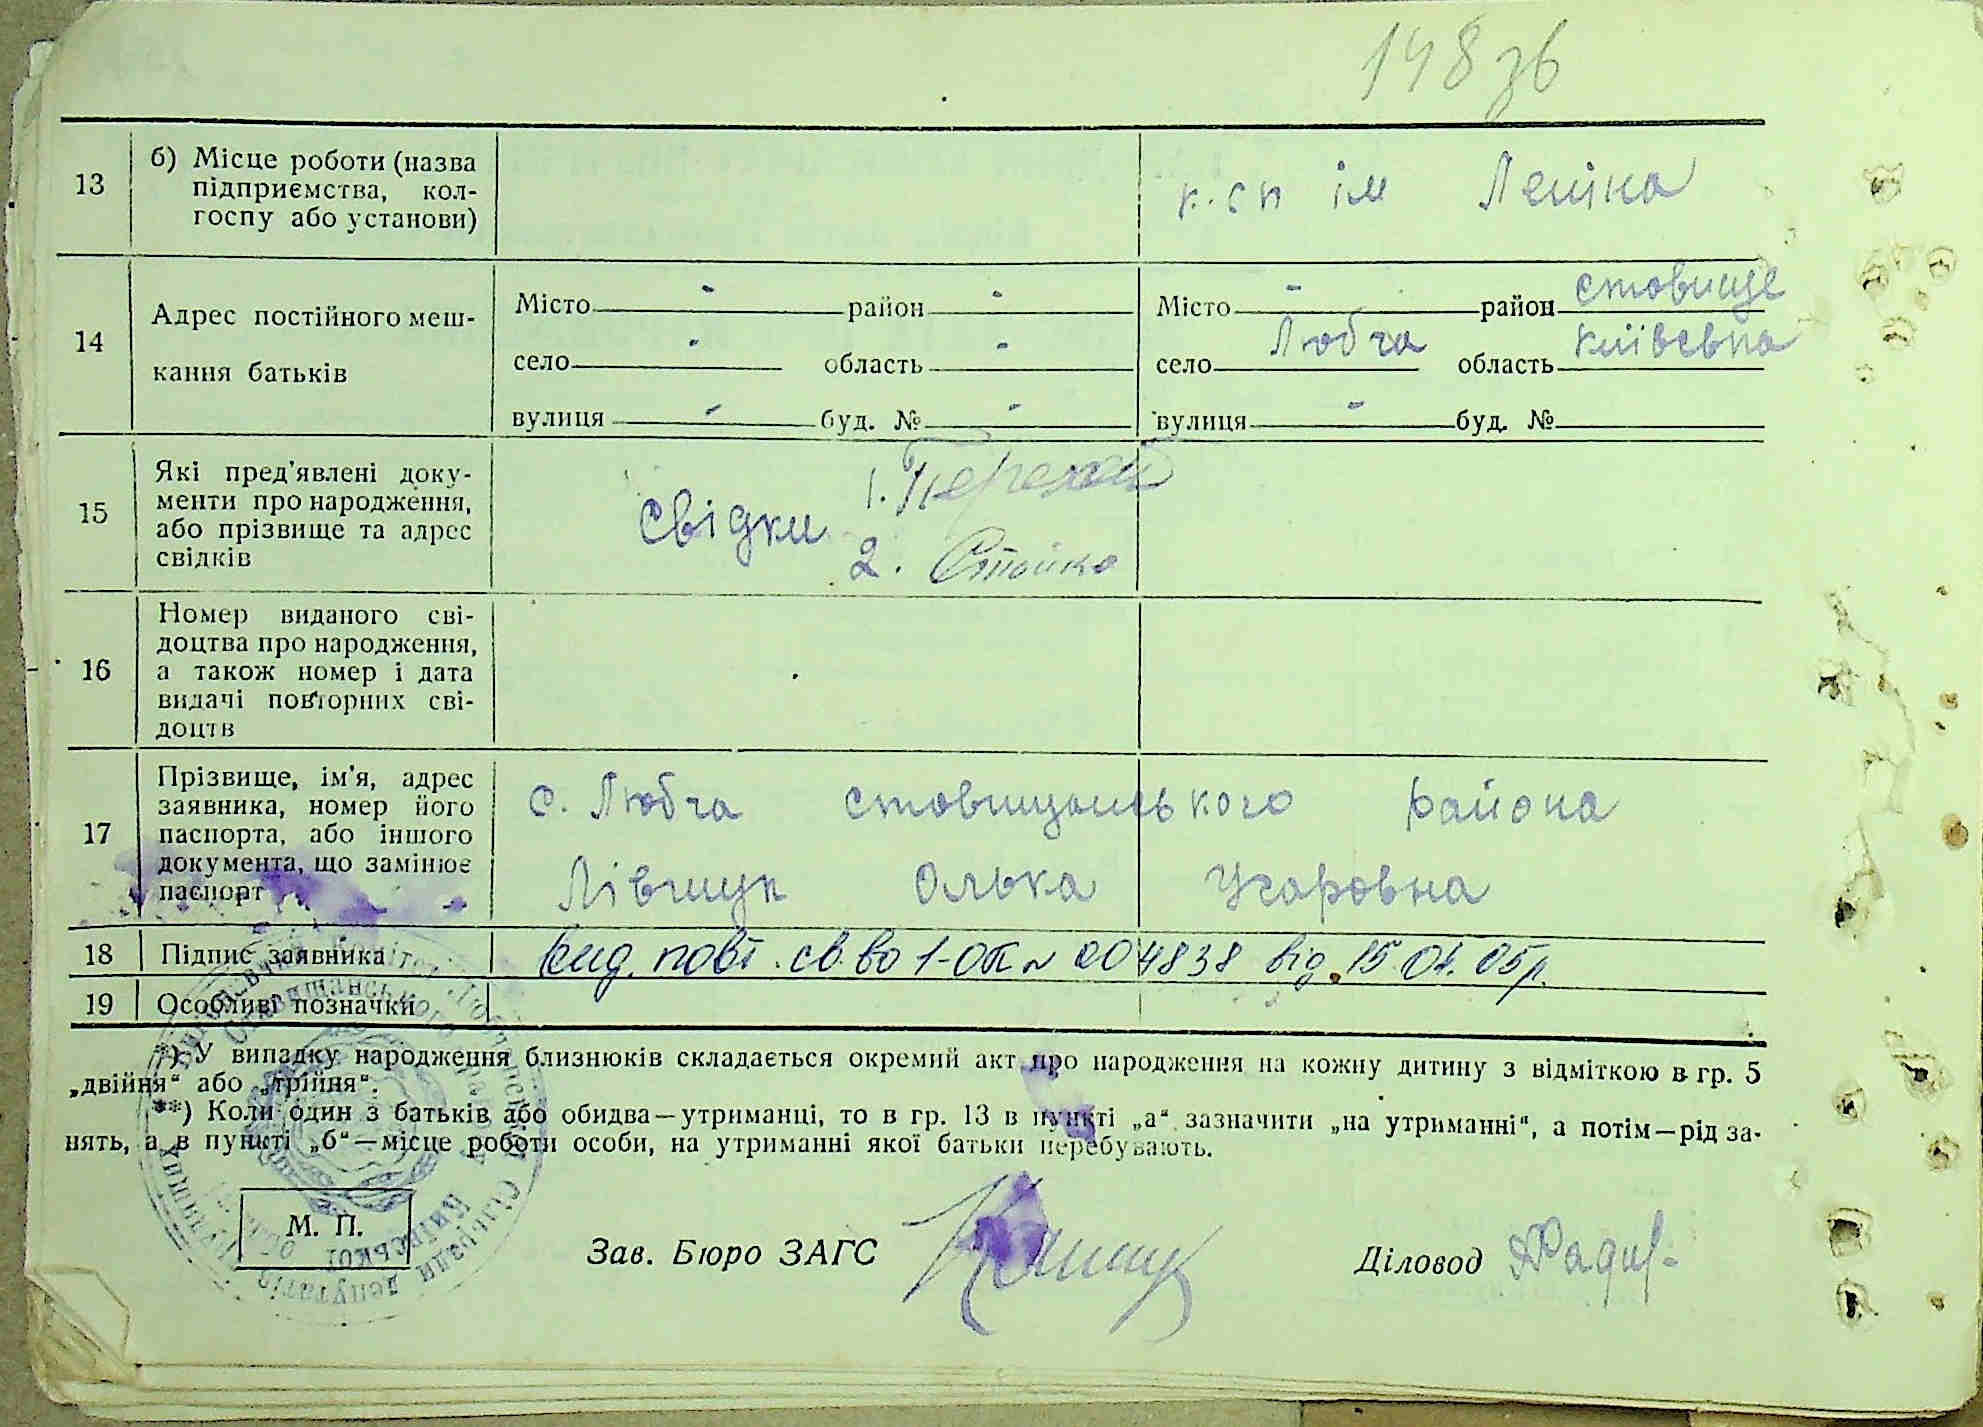 148 зв
13
б) Місце роботи (назва
підприємства, кол-
госпу або установи)
к.сп ім Леніна
14
Адрес постійного меш-
кання батьків
Місто - район -
село - область -
вулиця - буд. № -
Місто - район Стовище
село Любча область Київська
вулиця - буд. №
15
Які пред'явлені доку-
менти про народження,
або прізвище та адрес
свідків
Свідки
1.
2. Стойко
16
Номер виданого сві-
доцтва про народження,
а також номер і дата
видачі повторних сві-
доцтв
17
Прізвище, ім'я, адрес
заявника, номер його
паспорта, або іншого
документа, що замінює
паспорт
с. Любча стовищанського района
Лівщук Олька
18 Підпис заявника
Вид. повт. св.во 1-ОК № 004838 від 15.01.05р.
19 Особливі позначки
*) У випадку народження близнюків складається окремий акт про народження на кожну дитину з відміткою в гр. 5
„двійня“ або „трійня“.
**) Коли один з батьків або обидва—утриманці, то в гр. 13 в пункті „а“ зазначити „на утриманні“, а потім—рід за-
нять, а в пункті „б“—місце роботи особи, на утриманні якої батьки перебувають.
М. П.
Зав. Бюро ЗАГС
Діловод